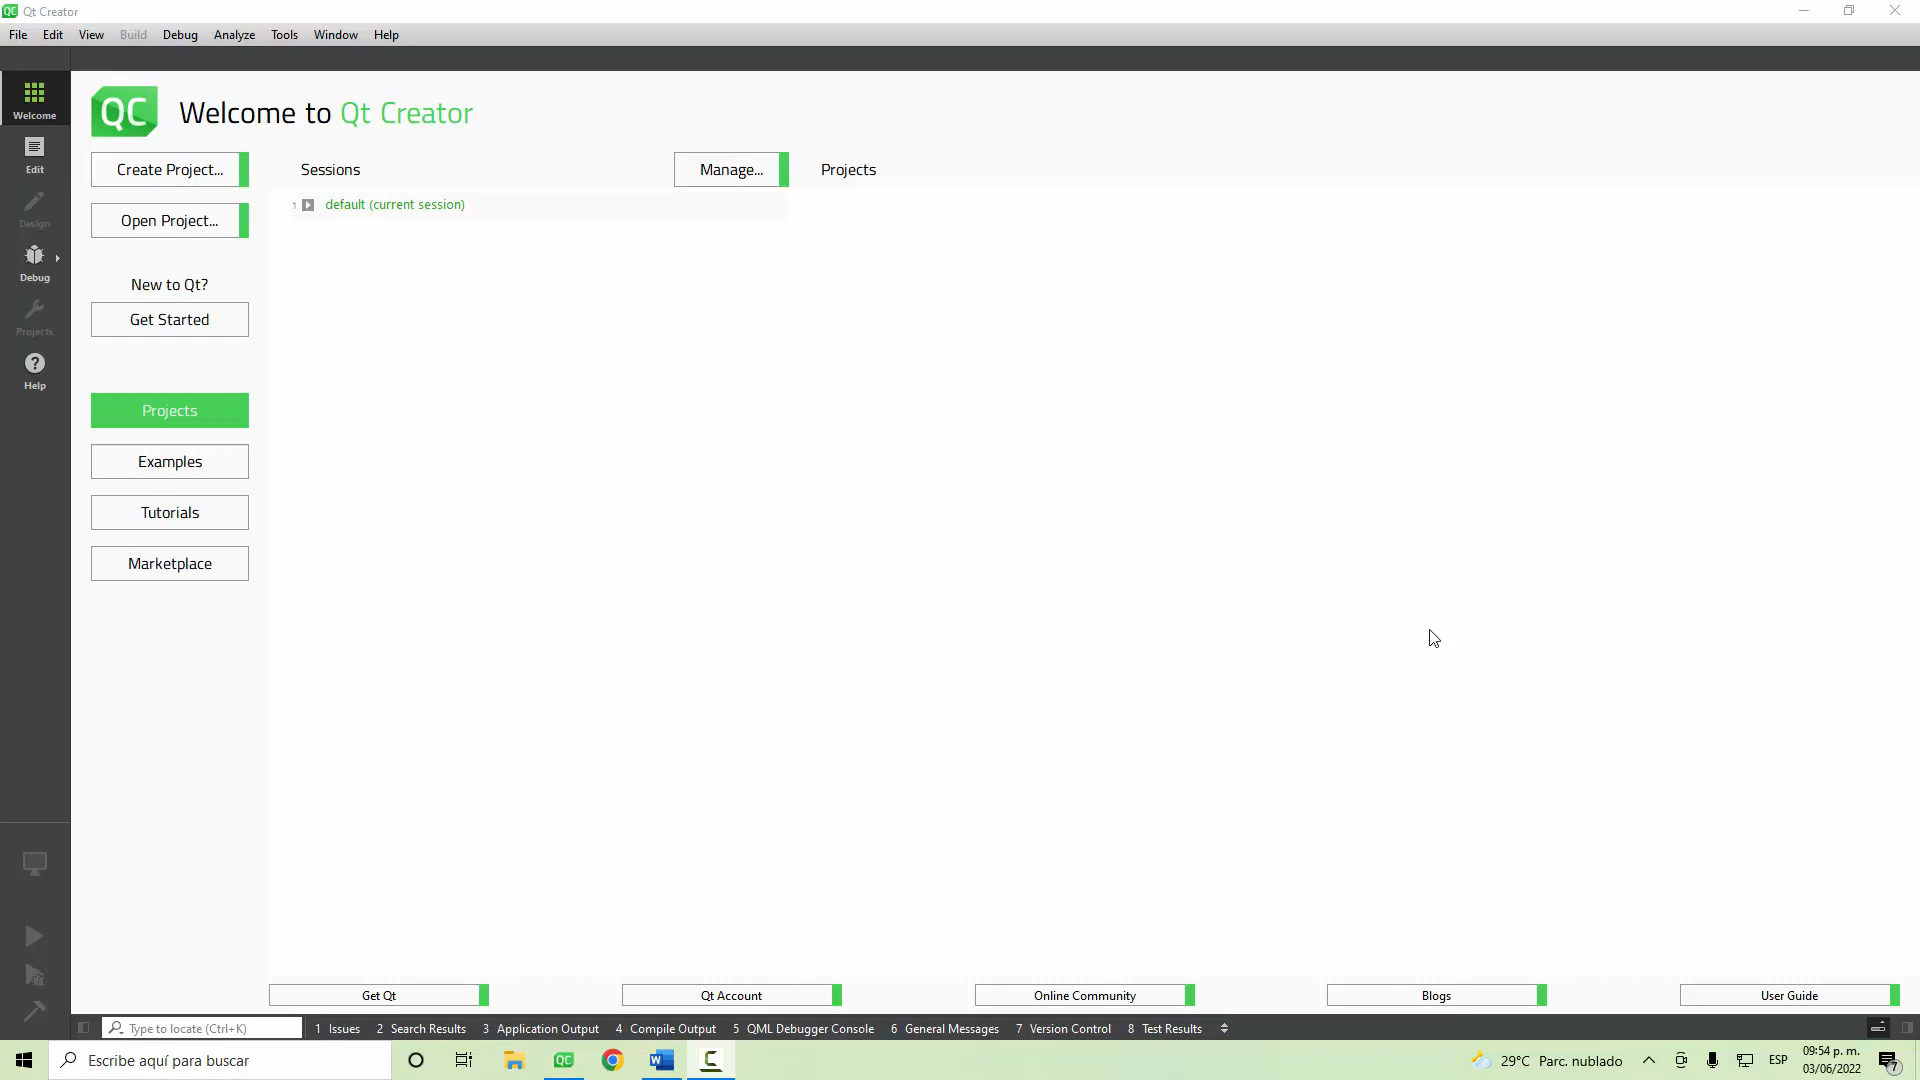 QC Qt Creator
File Edit View Build Debug Analyze Tools Window Help
Welcome
Edit
Design
Debug
Projects
Help
QC Welcome to Qt Creator
Create Project...
Open Project...
New to Qt?
Get Started
Projects
Examples
Tutorials
Marketplace
Sessions Manage... Projects
1 default (current session)
Get Qt Qt Account Online Community Blogs User Guide
Type to locate (Ctrl+K) 1 Issues 2 Search Results 3 Application Output 4 Compile Output 5 QML Debugger Console 6 General Messages 7 Version Control 8 Test Results
Escribe aquí para buscar QC W C 29°C Parc. nublado ESP 09:54 p. m.
03/06/2022 7